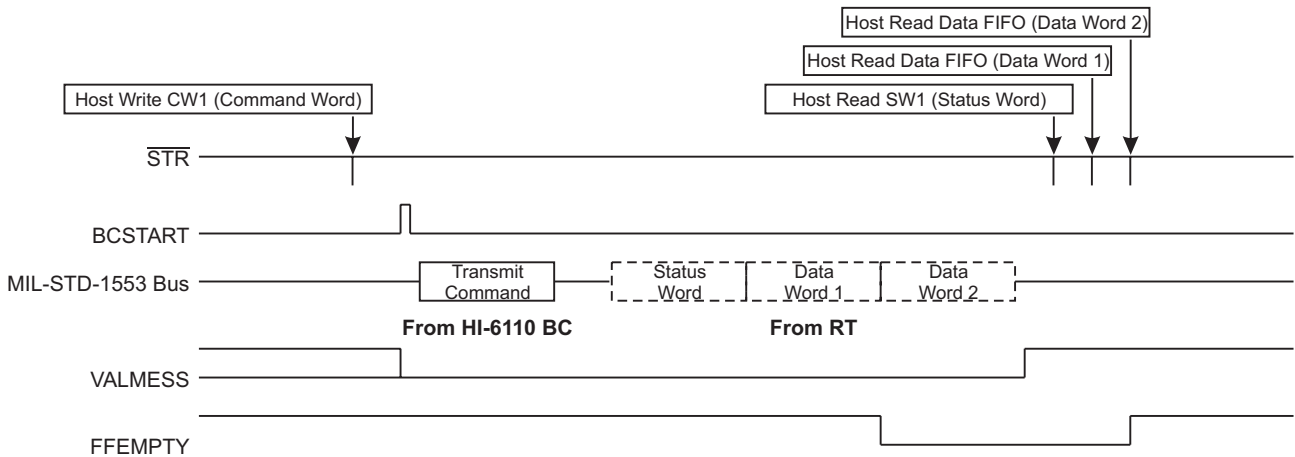 Host Read Data FIFO (Data Word 2)
Host Read Data FIFO (Data Word 1)
Host Write CW1 (Command Word)
Host Read SW1 (Status Word)
STR
BCSTART
MIL-STD-1553 Bus
Transmit
Command
Status
Word
Data
Word 1
Data
Word 2
From HI-6110 BC
From RT
VALMESS
FFEMPTY